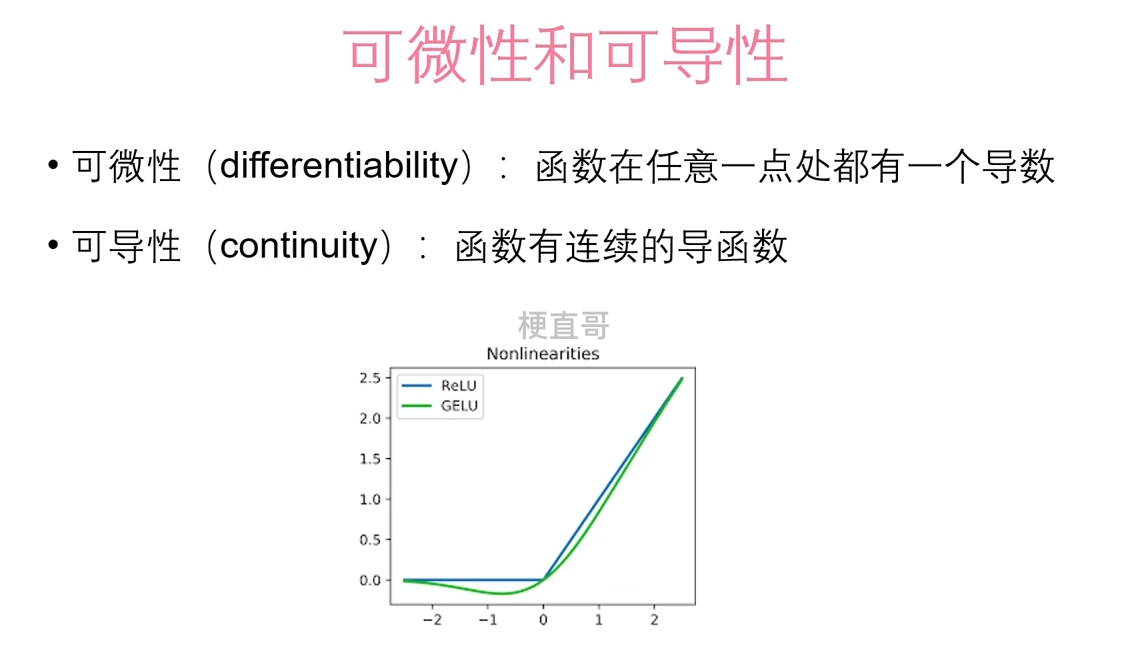 可微性和可导性
• 可微性（differentiability）： 函数在任意一点处都有一个导数
• 可导性（continuity）： 函数有连续的导函数
梗直哥
Nonlinearities
ReLU
GELU
2.5
2.0
1.5
1.0
0.5
0.0
−2 −1 0 1 2